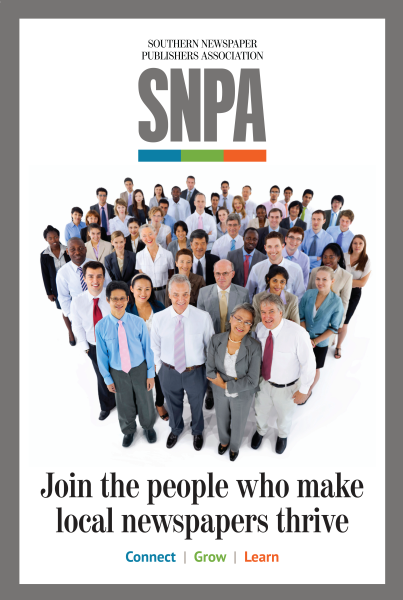 SOUTHERN NEWSPAPER
PUBLISHERS ASSOCIATION
SNPA
Join the people who make
local newspapers thrive
Connect | Grow | Learn